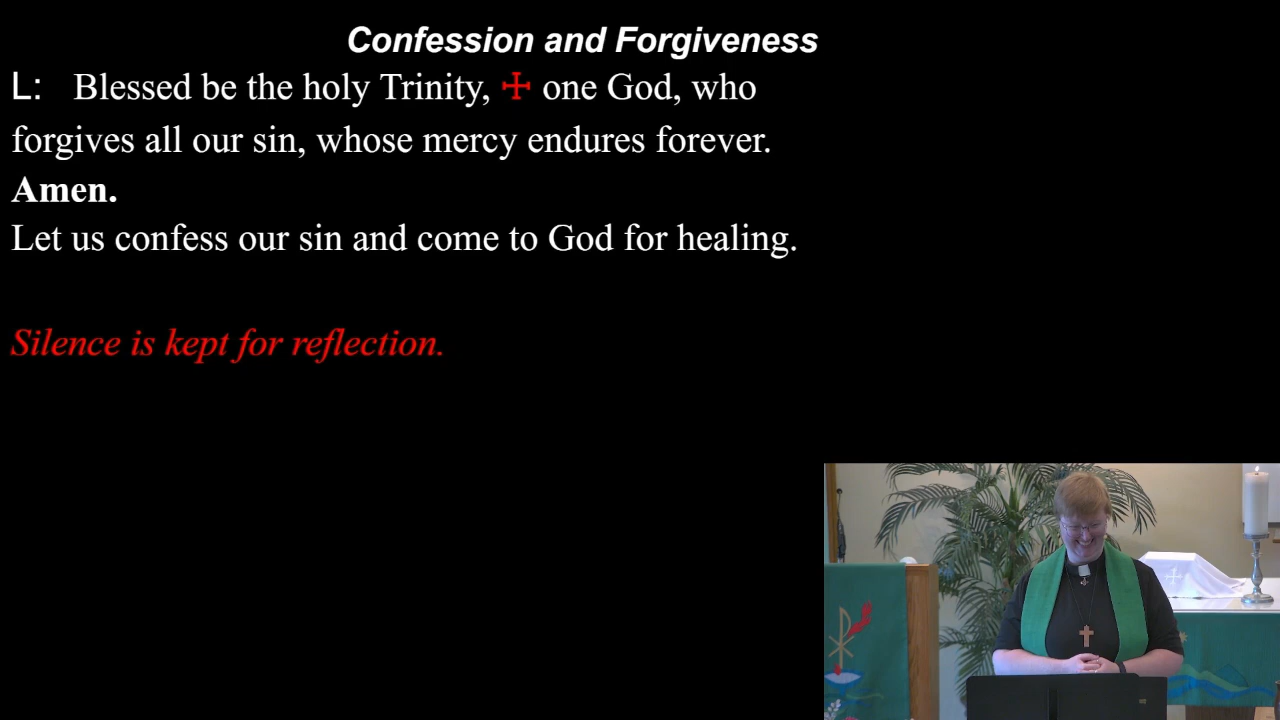 Confession and Forgiveness
L: Blessed be the holy Trinity, ☩ one God, who
forgives all our sin, whose mercy endures forever.
Amen.
Let us confess our sin and come to God for healing.
Silence is kept for reflection.